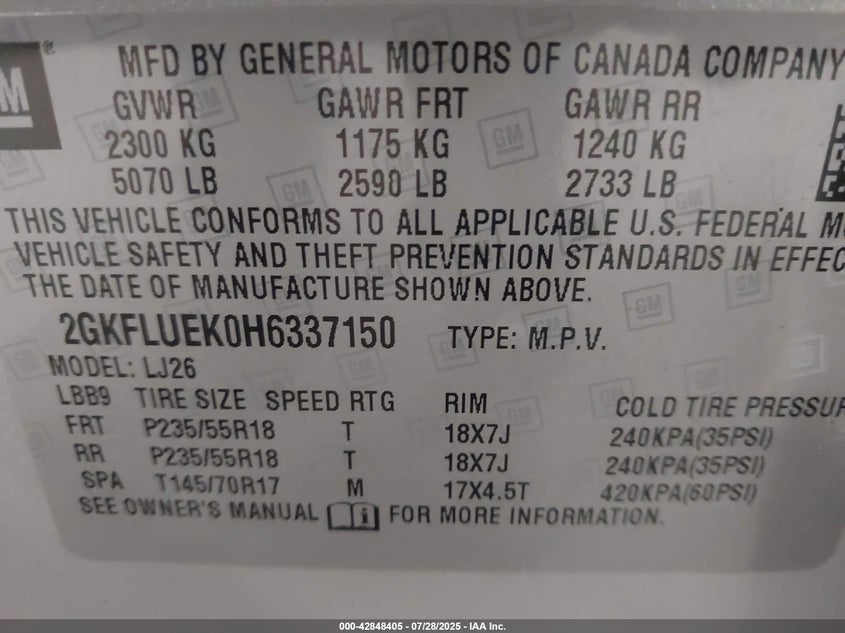 GM®
MFD BY GENERAL MOTORS OF CANADA COMPANY
GVWR GAWR FRT GAWR RR
2300 KG 1175 KG 1240 KG
5070 LB 2590 LB 2733 LB
THIS VEHICLE CONFORMS TO ALL APPLICABLE U.S. FEDERAL M
VEHICLE SAFETY AND THEFT PREVENTION STANDARDS IN EFFEC
THE DATE OF MANUFACTURE SHOWN ABOVE.
2GKFLUEK0H6337150 TYPE: M.P.V.
MODEL: LJ26
LBB9 TIRE SIZE SPEED RTG RIM COLD TIRE PRESSUR
FRT P235/55R18 T 18X7J 240KPA(35PSI)
RR P235/55R18 T 18X7J 240KPA(35PSI)
SPA T145/70R17 M 17X4.5T 420KPA(60PSI)
SEE OWNER'S MANUAL i FOR MORE INFORMATION.
000-42848405 - 07/28/2025 - IAA Inc.